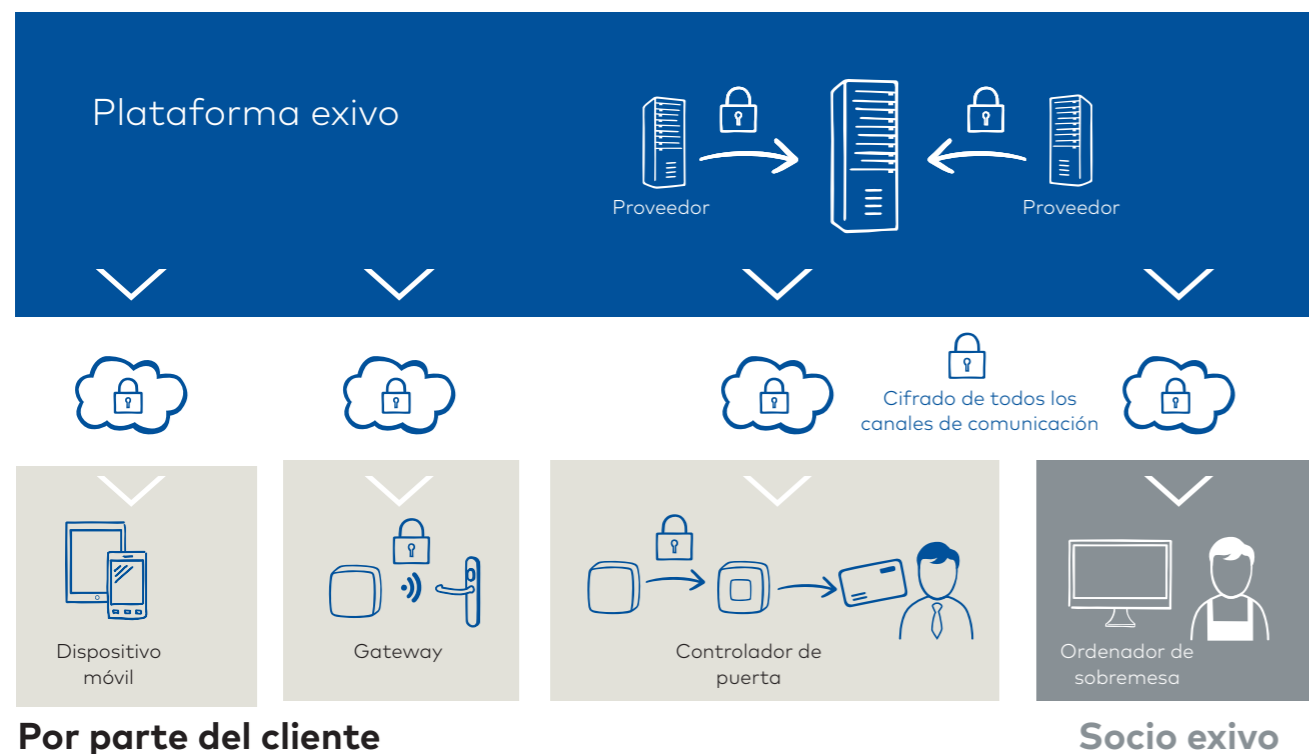 Plataforma exivo
Proveedor
Proveedor
Cifrado de todos los
canales de comunicación
Dispositivo
móvil
Gateway
Controlador de
puerta
Ordenador de
sobremesa
Por parte del cliente
Socio exivo